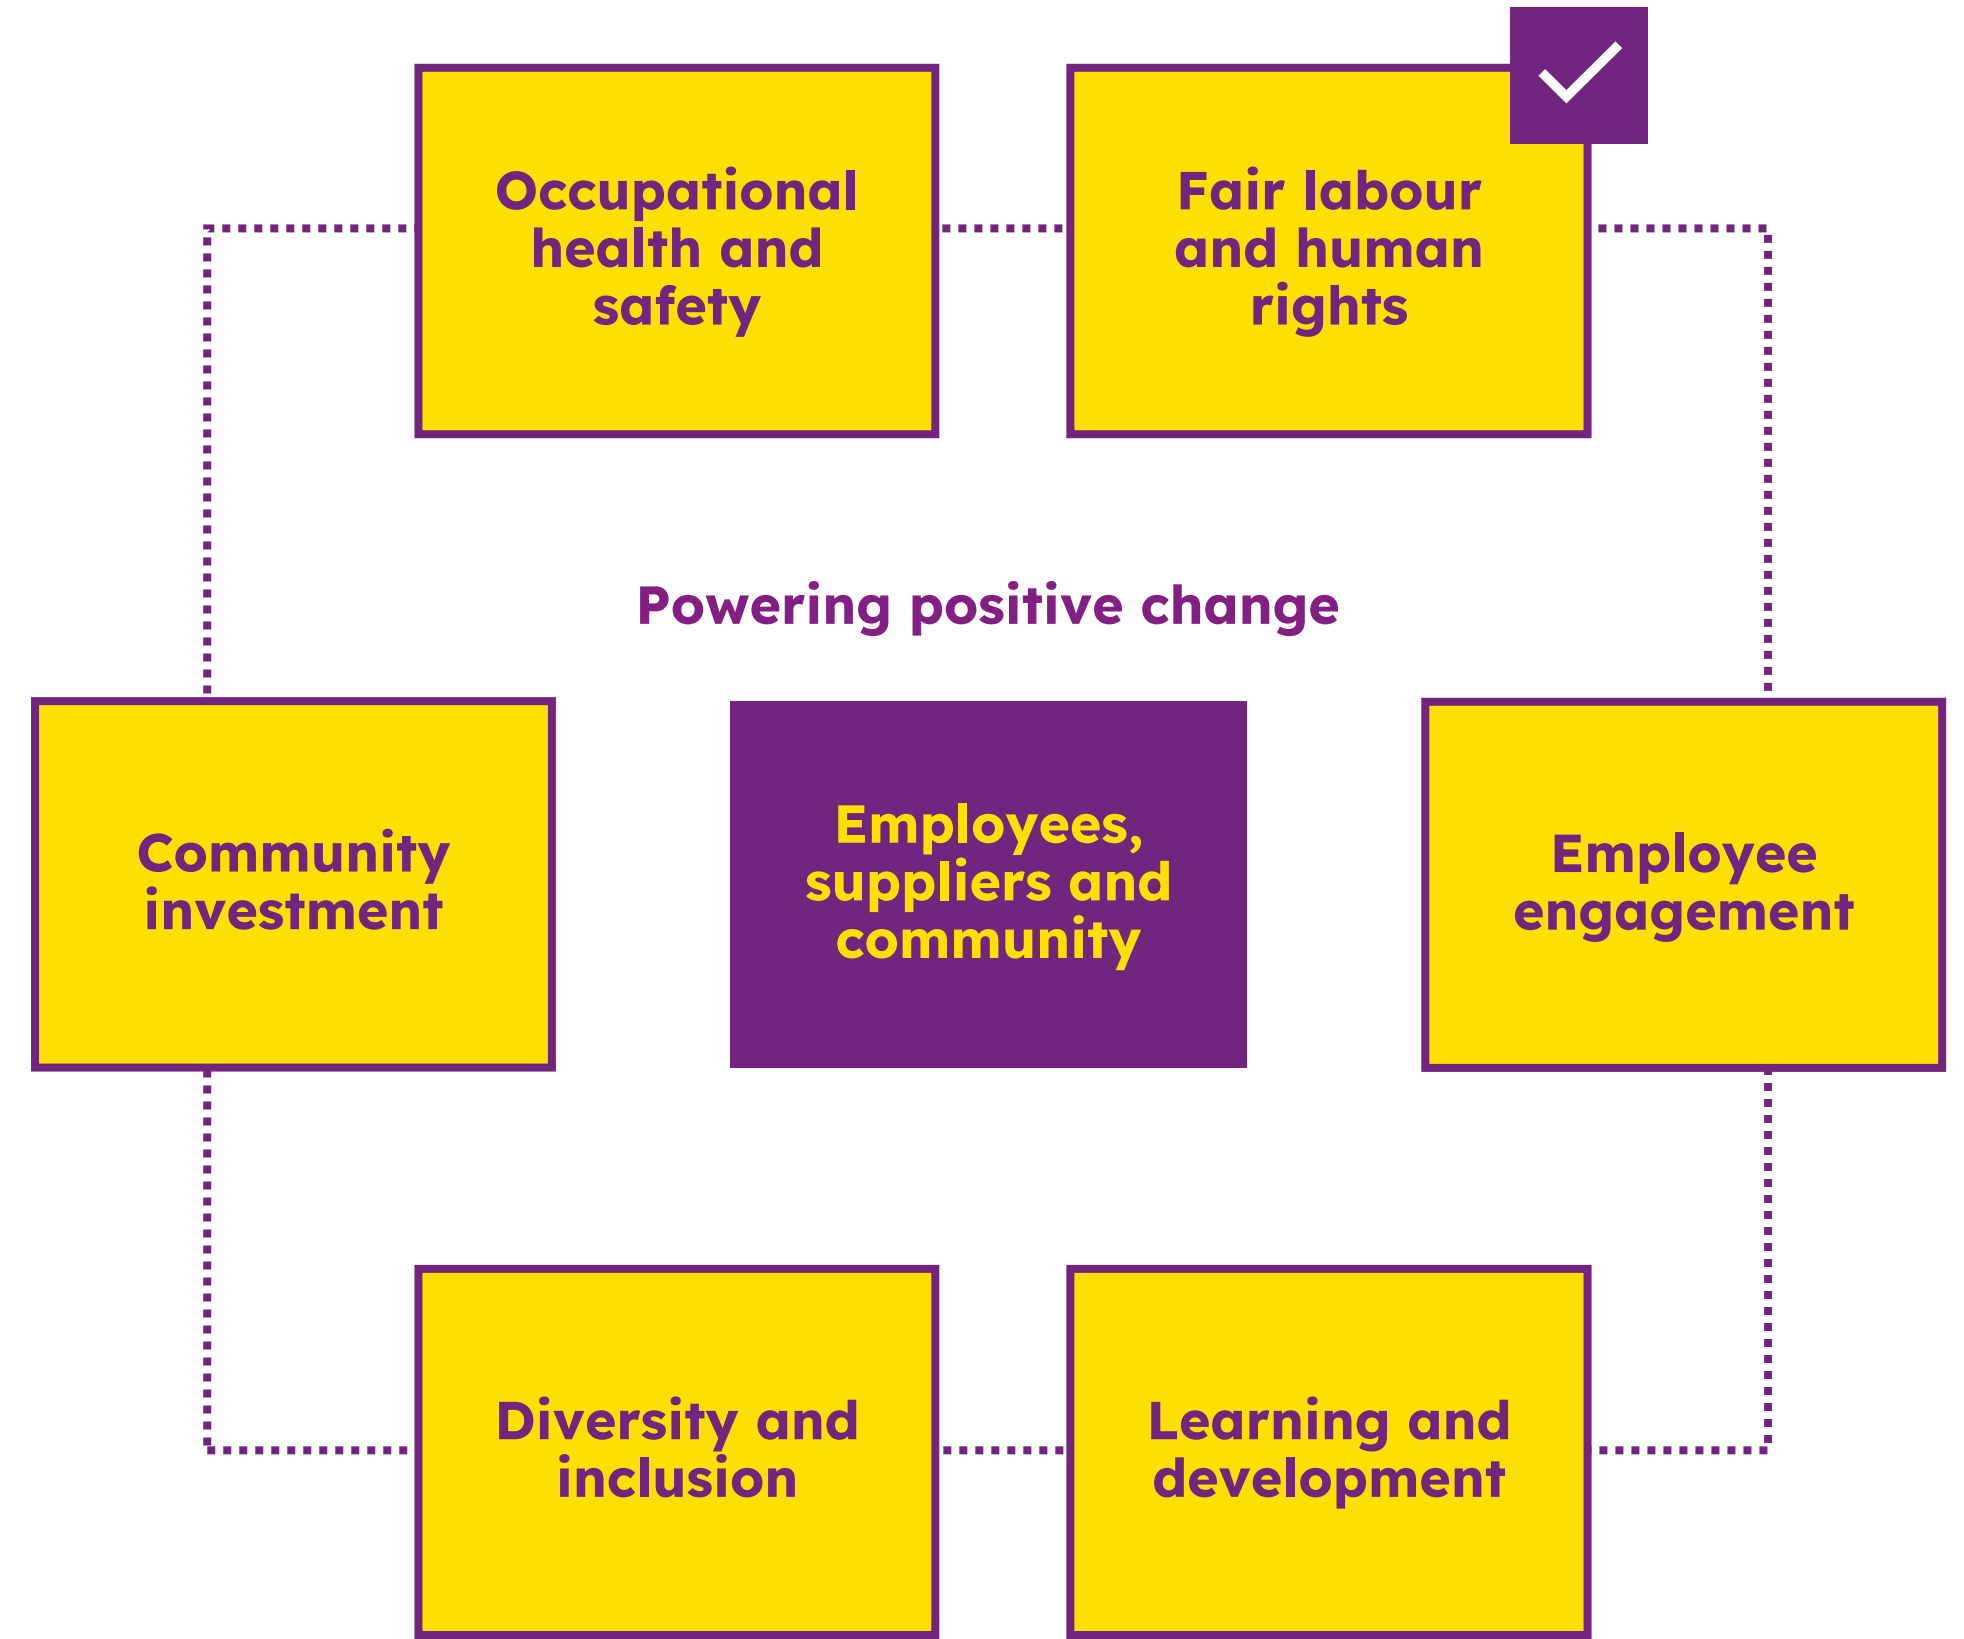 Occupational
health and
safety
Fair labour
and human
rights
Powering positive change
Community
investment
Employees,
suppliers and
community
Employee
engagement
Diversity and
inclusion
Learning and
development